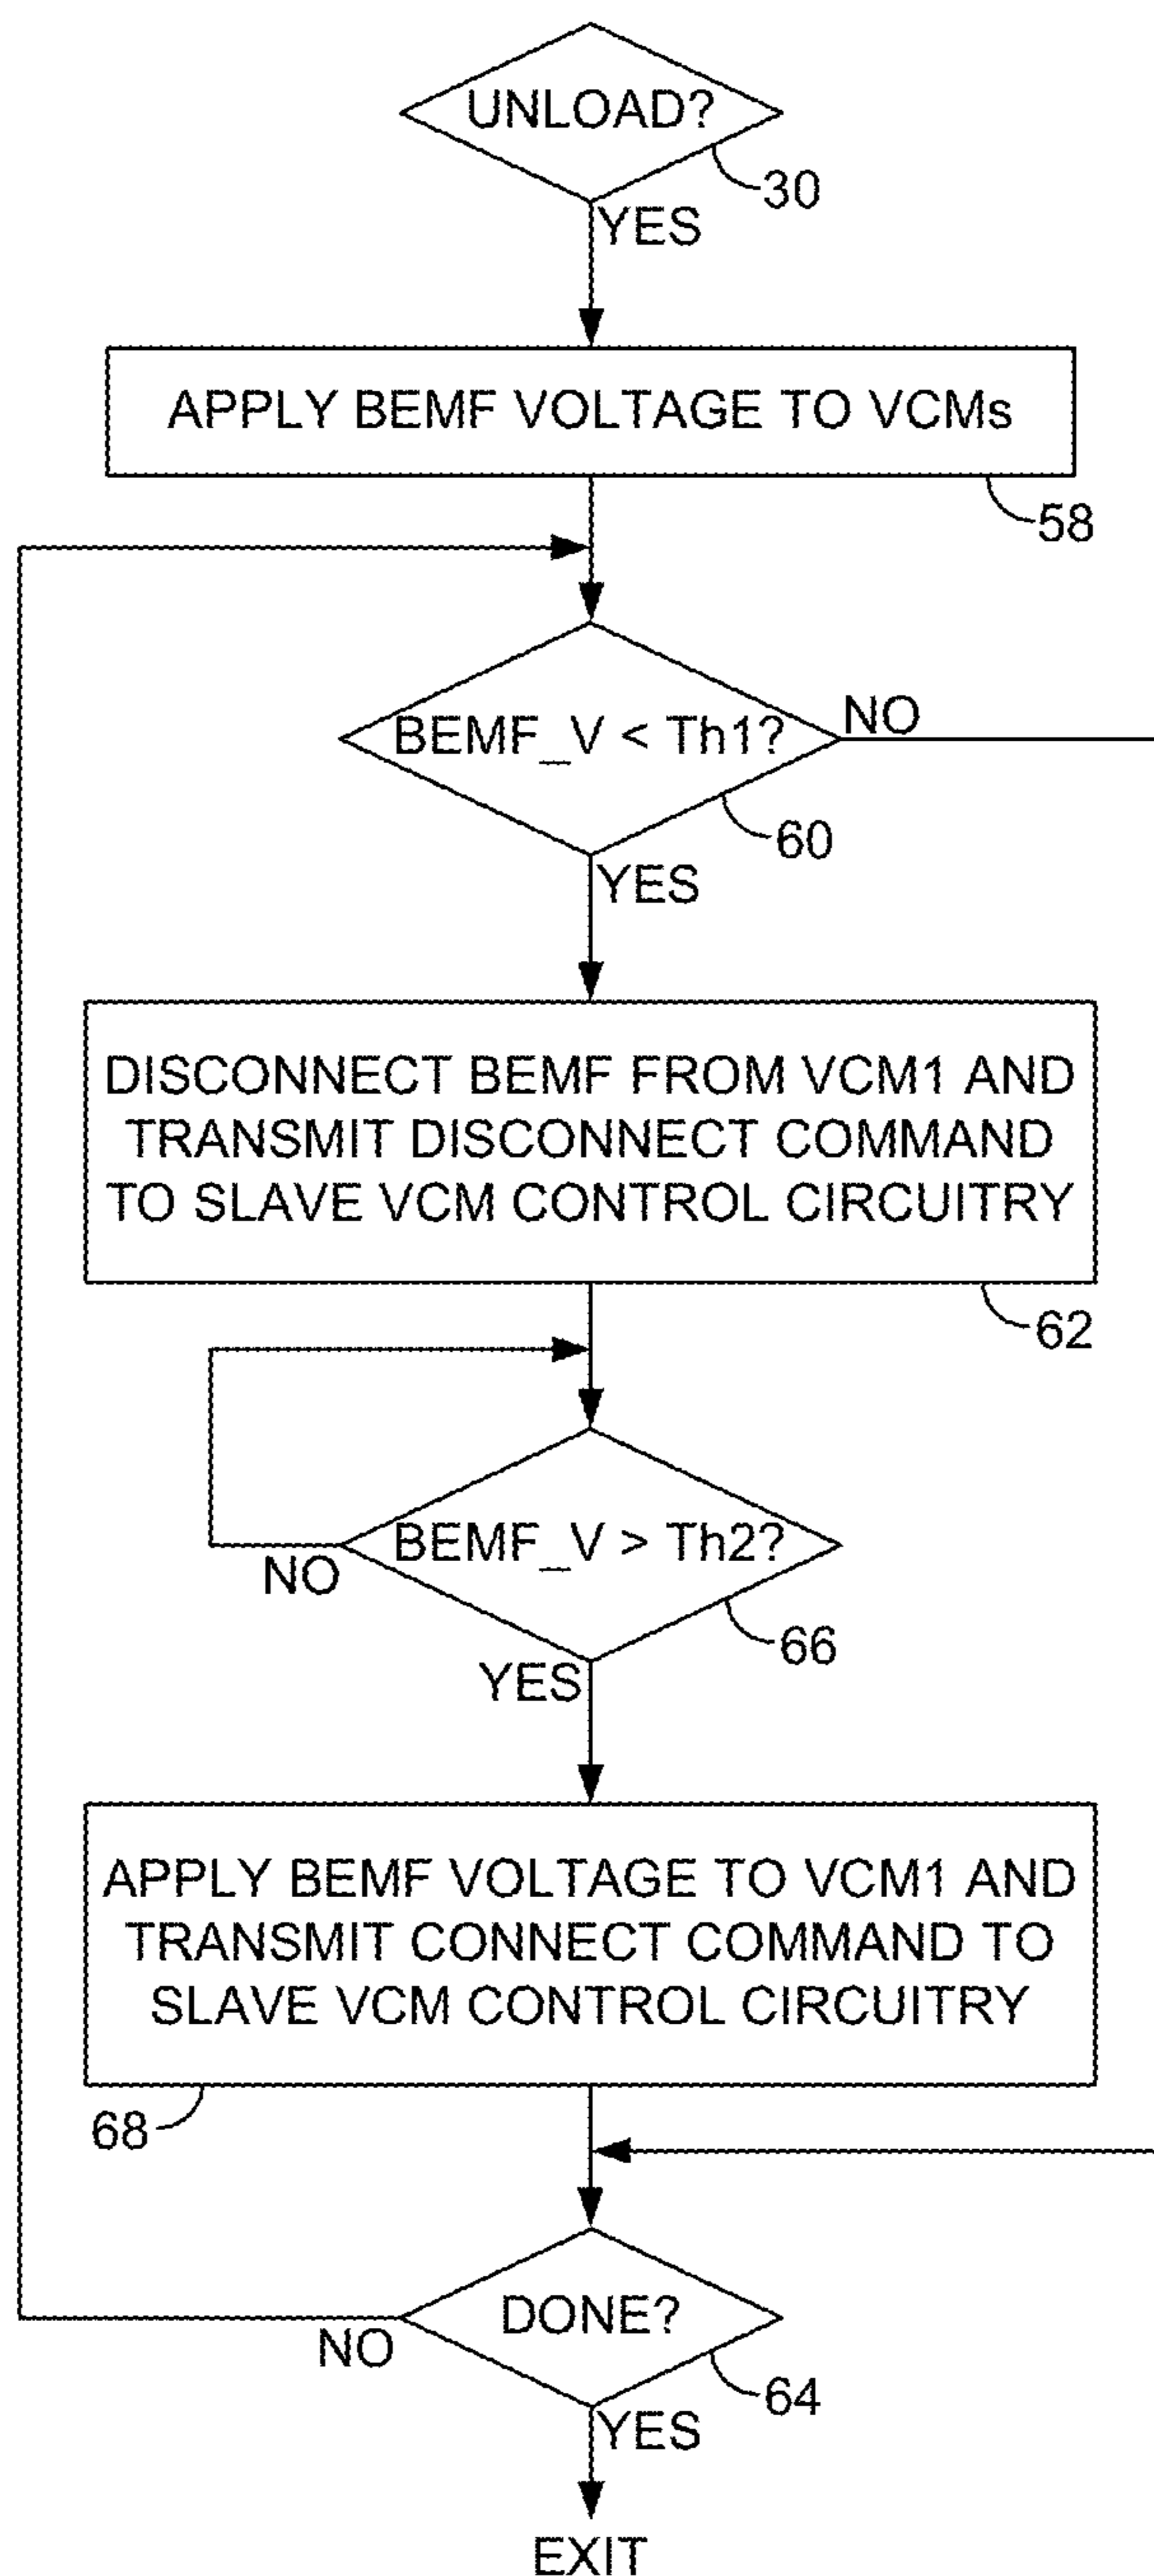 UNLOAD?
30
YES
APPLY BEMF VOLTAGE TO VCMs
58
BEMF_V < Th1?
NO
60
YES
DISCONNECT BEMF FROM VCM1 AND
TRANSMIT DISCONNECT COMMAND
TO SLAVE VCM CONTROL CIRCUITRY
62
BEMF_V > Th2?
NO
66
YES
APPLY BEMF VOLTAGE TO VCM1 AND
TRANSMIT CONNECT COMMAND TO
SLAVE VCM CONTROL CIRCUITRY
68
DONE?
NO
64
YES
EXIT